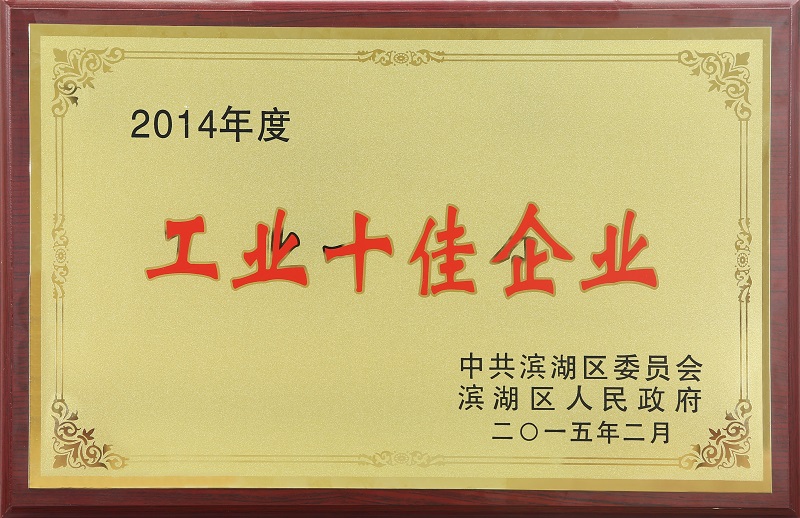 2014年度
工业十佳企业
中共滨湖区委员会
滨湖区人民政府
二〇一五年二月